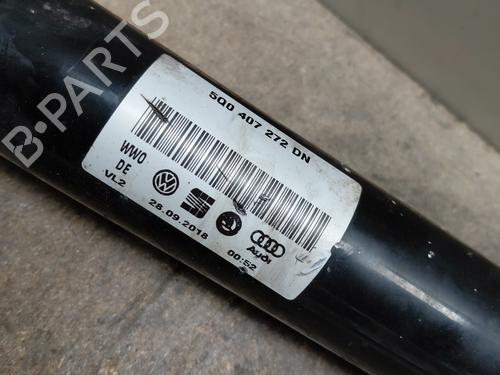 5Q0 407 272 DN
WWO
DE
VL2
28.09.2018
00:52
Audi
B-PARTS